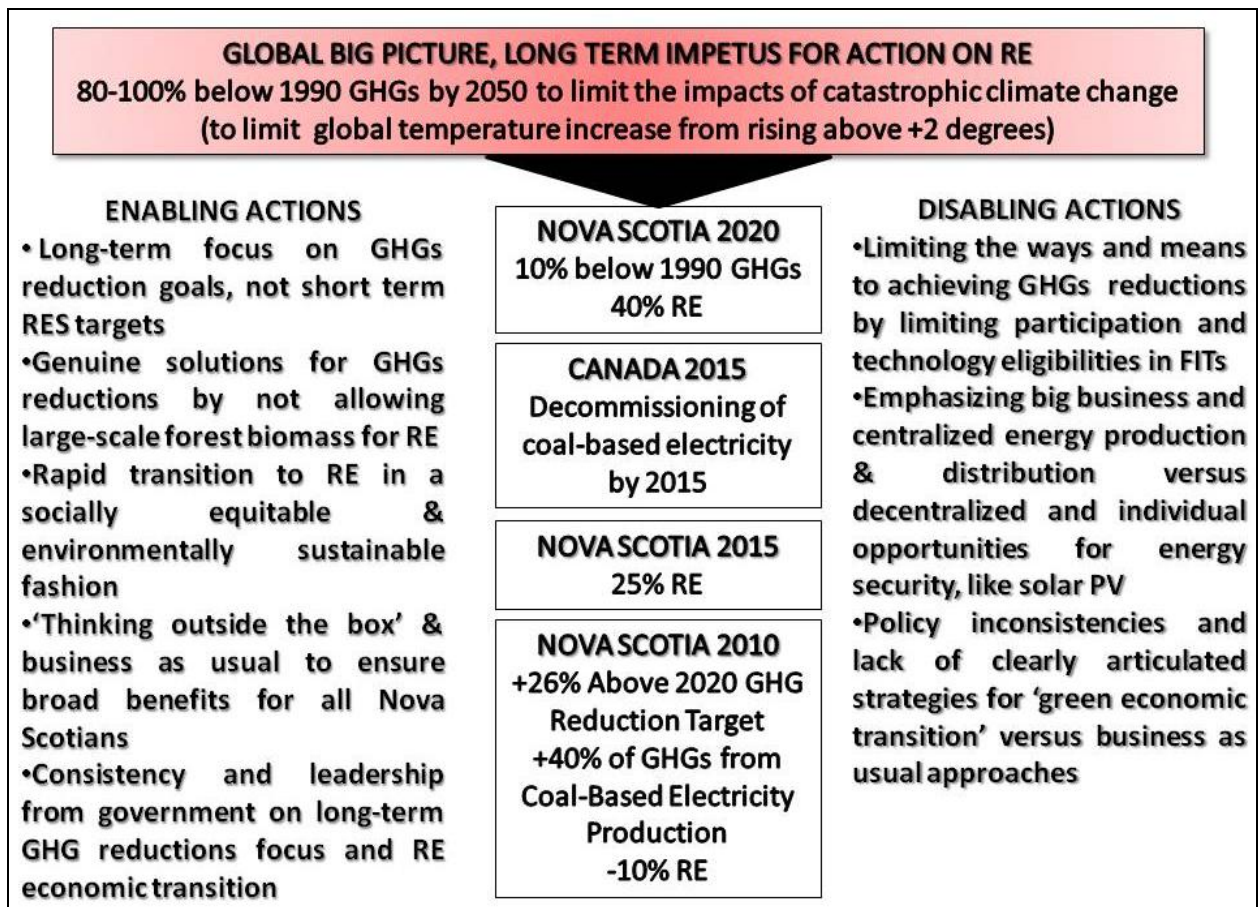 GLOBAL BIG PICTURE, LONG TERM IMPETUS FOR ACTION ON RE
80-100% below 1990 GHGs by 2050 to limit the impacts of catastrophic climate change
(to limit global temperature increase from rising above +2 degrees)
ENABLING ACTIONS
• Long-term focus on GHGs
reduction goals, not short term
RES targets
•Genuine solutions for GHGs
reductions by not allowing
large-scale forest biomass for RE
•Rapid transition to RE in a
socially equitable &
environmentally sustainable
fashion
•‘Thinking outside the box’ &
business as usual to ensure
broad benefits for all Nova
Scotians
•Consistency and leadership
from government on long-term
GHG reductions focus and RE
economic transition
NOVA SCOTIA 2020
10% below 1990 GHGs
40% RE
CANADA 2015
Decommissioning of
coal-based electricity
by 2015
NOVA SCOTIA 2015
25% RE
NOVA SCOTIA 2010
+26% Above 2020 GHG
Reduction Target
+40% of GHGs from
Coal-Based Electricity
Production
-10% RE
DISABLING ACTIONS
•Limiting the ways and means
to achieving GHGs reductions
by limiting participation and
technology eligibilities in FITs
•Emphasizing big business and
centralized energy production
& distribution versus
decentralized and individual
opportunities for energy
security, like solar PV
•Policy inconsistencies and
lack of clearly articulated
strategies for ‘green economic
transition’ versus business as
usual approaches